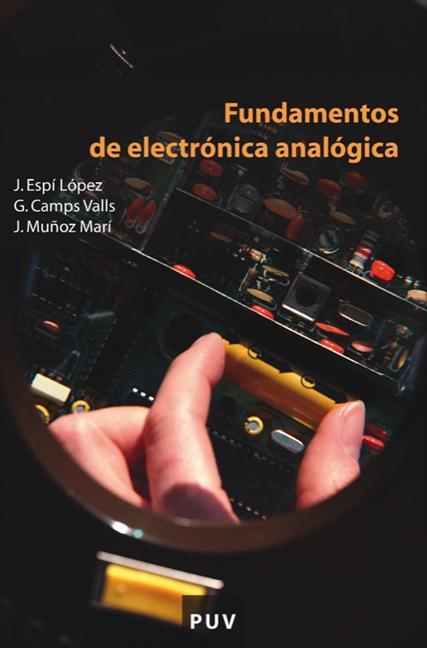 Fundamentos
de electrónica analógica
J. Espí López
G. Camps Valls
J. Muñoz Marí
PUV